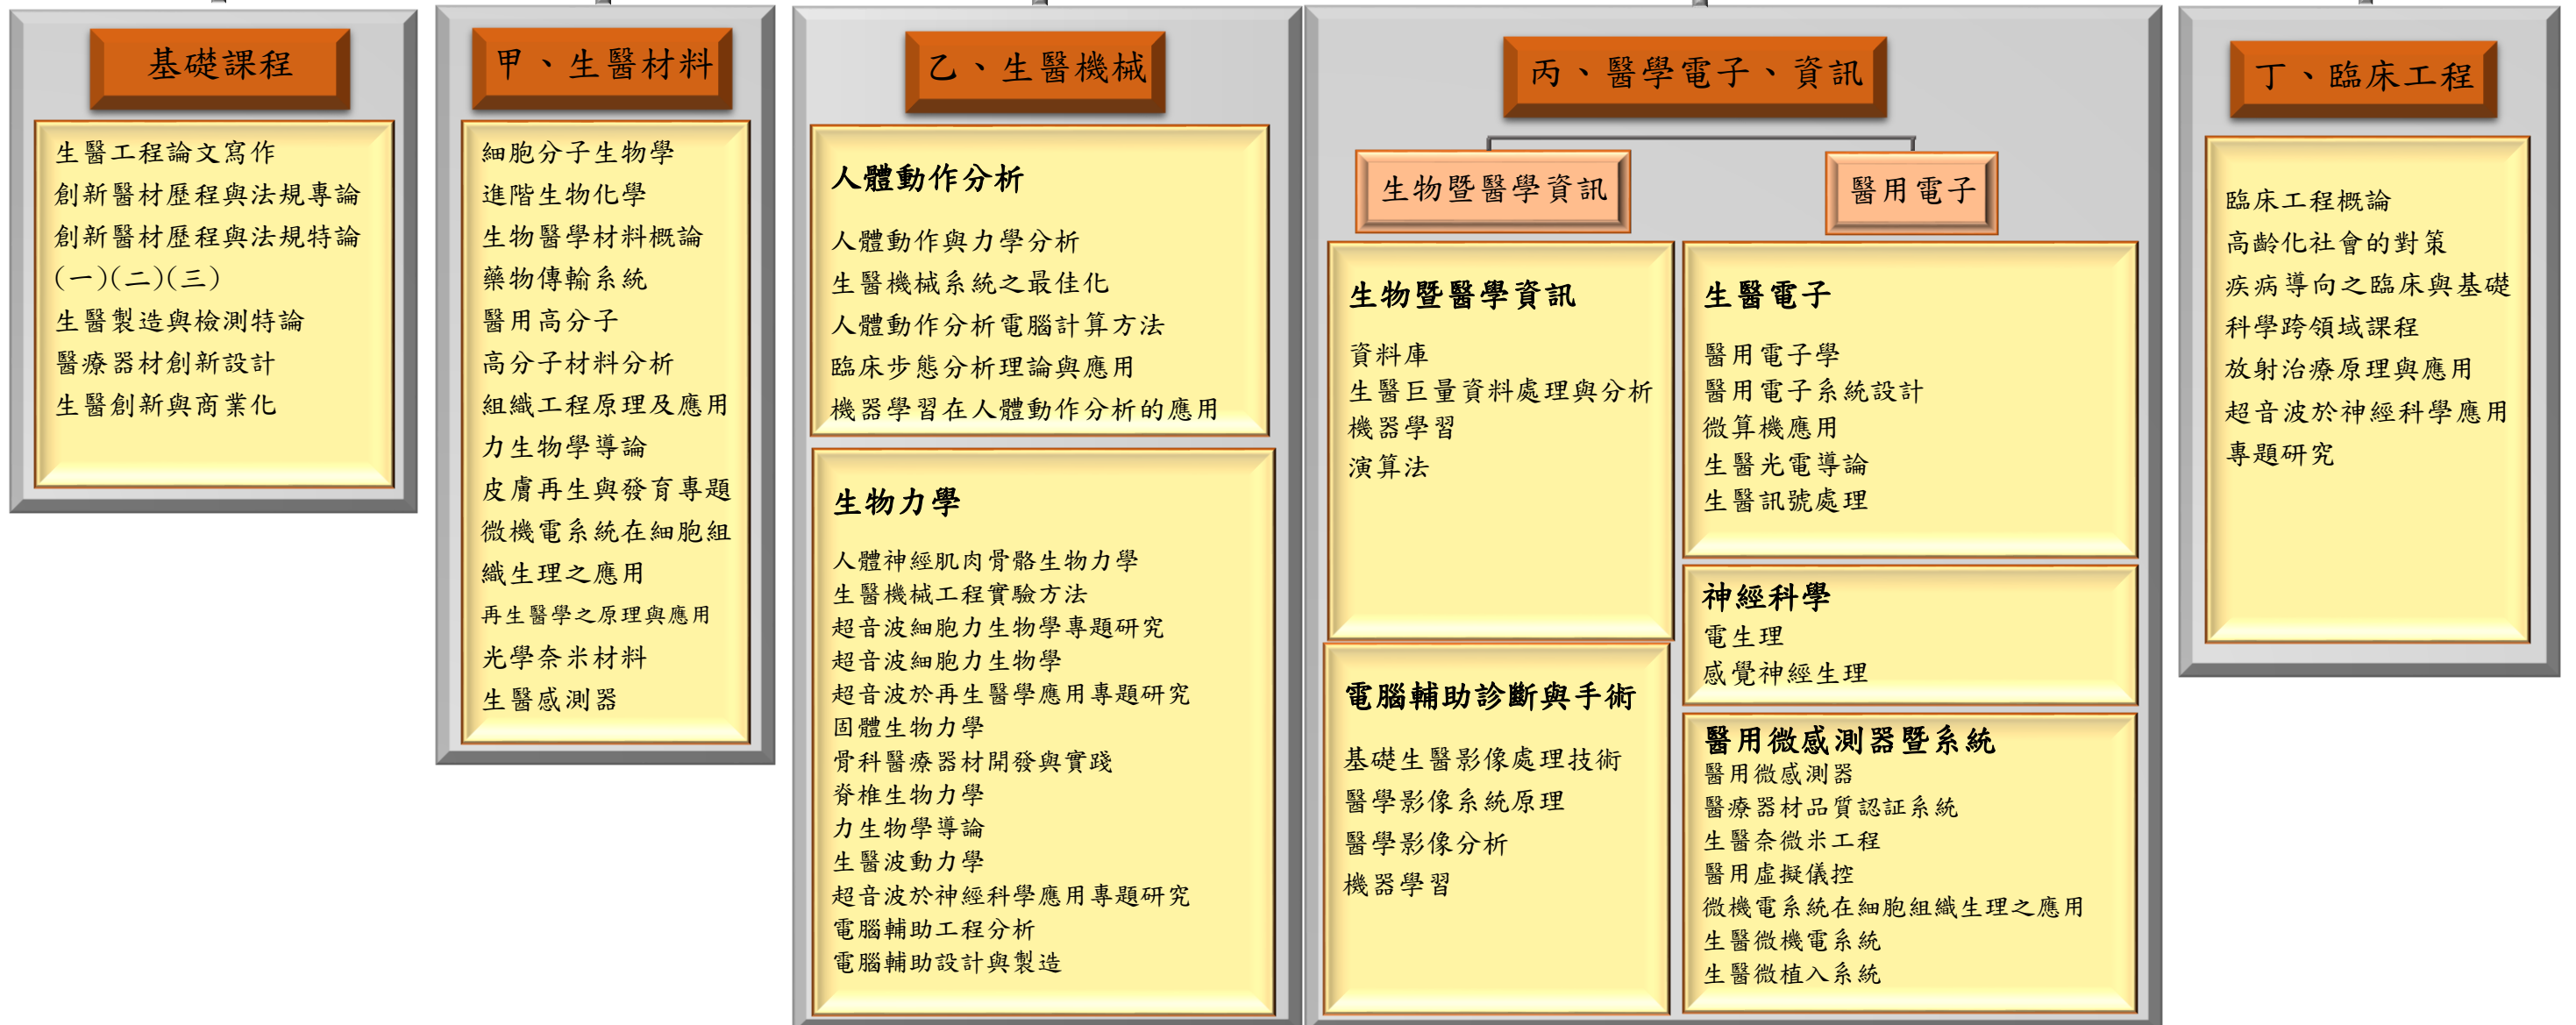 基礎課程
生醫工程論文寫作
創新醫材歷程與法規專論
創新醫材歷程與法規特論
(一)(二)(三)
生醫製造與檢測特論
醫療器材創新設計
生醫創新與商業化
甲、生醫材料
細胞分子生物學
進階生物化學
生物醫學材料概論
藥物傳輸系統
醫用高分子
高分子材料分析
組織工程原理及應用
力生物學導論
皮膚再生與發育專題
微機電系統在細胞組
織生理之應用
再生醫學之原理與應用
光學奈米材料
生醫感測器
乙、生醫機械
人體動作分析
人體動作與力學分析
生醫機械系統之最佳化
人體動作分析電腦計算方法
臨床步態分析理論與應用
機器學習在人體動作分析的應用
生物力學
人體神經肌肉骨骼生物力學
生醫機械工程實驗方法
超音波細胞力生物學專題研究
超音波細胞力生物學
超音波於再生醫學應用專題研究
固體生物力學
骨科醫療器材開發與實踐
脊椎生物力學
力生物學導論
生醫波動力學
超音波於神經科學應用專題研究
電腦輔助工程分析
電腦輔助設計與製造
丙、醫學電子、資訊
生物暨醫學資訊
生物暨醫學資訊
資料庫
生醫巨量資料處理與分析
機器學習
演算法
電腦輔助診斷與手術
基礎生醫影像處理技術
醫學影像系統原理
醫學影像分析
機器學習
醫用電子
生醫電子
醫用電子學
醫用電子系統設計
微算機應用
生醫光電導論
生醫訊號處理
神經科學
電生理
感覺神經生理
醫用微感測器暨系統
醫用微感測器
醫療器材品質認証系統
生醫奈微米工程
醫用虛擬儀控
微機電系統在細胞組織生理之應用
生醫微機電系統
生醫微植入系統
丁、臨床工程
臨床工程概論
高齡化社會的對策
疾病導向之臨床與基礎
科學跨領域課程
放射治療原理與應用
超音波於神經科學應用
專題研究